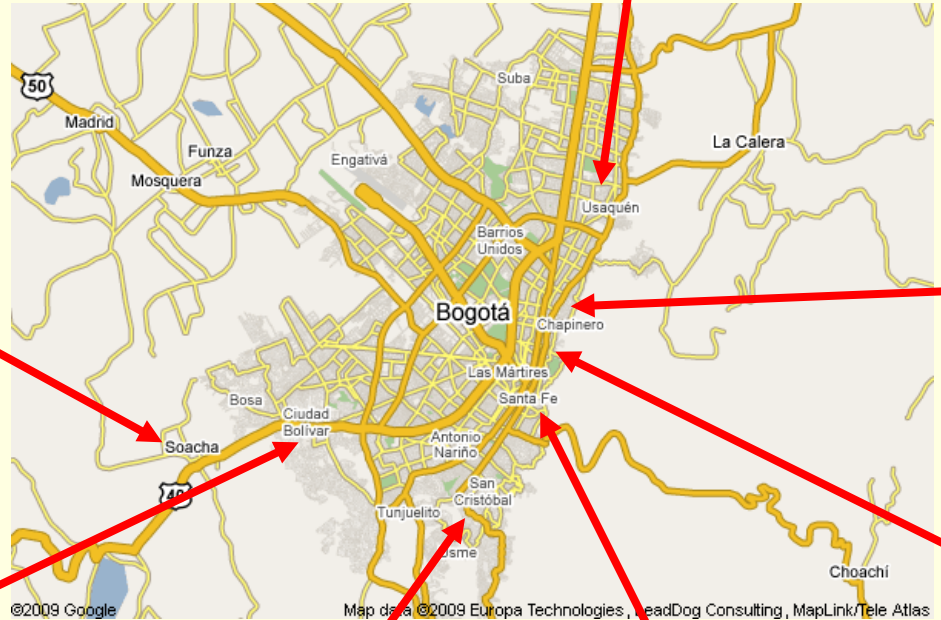 Suba
50
Madrid
La Calera
Funza
Engativá
Mosquera
Usaquén
Barrios
Unidos
Bogotá
Chapinero
Las Mártires
Bosa
Santa Fe
Ciudad
Bolívar
Antonio
Nariño
Soacha
San
Cristóbal
40
Tunjuelito
Usme
Choachí
©2009 Google
Map data ©2009 Europa Technologies, LeadDog Consulting, MapLink/Tele Atlas